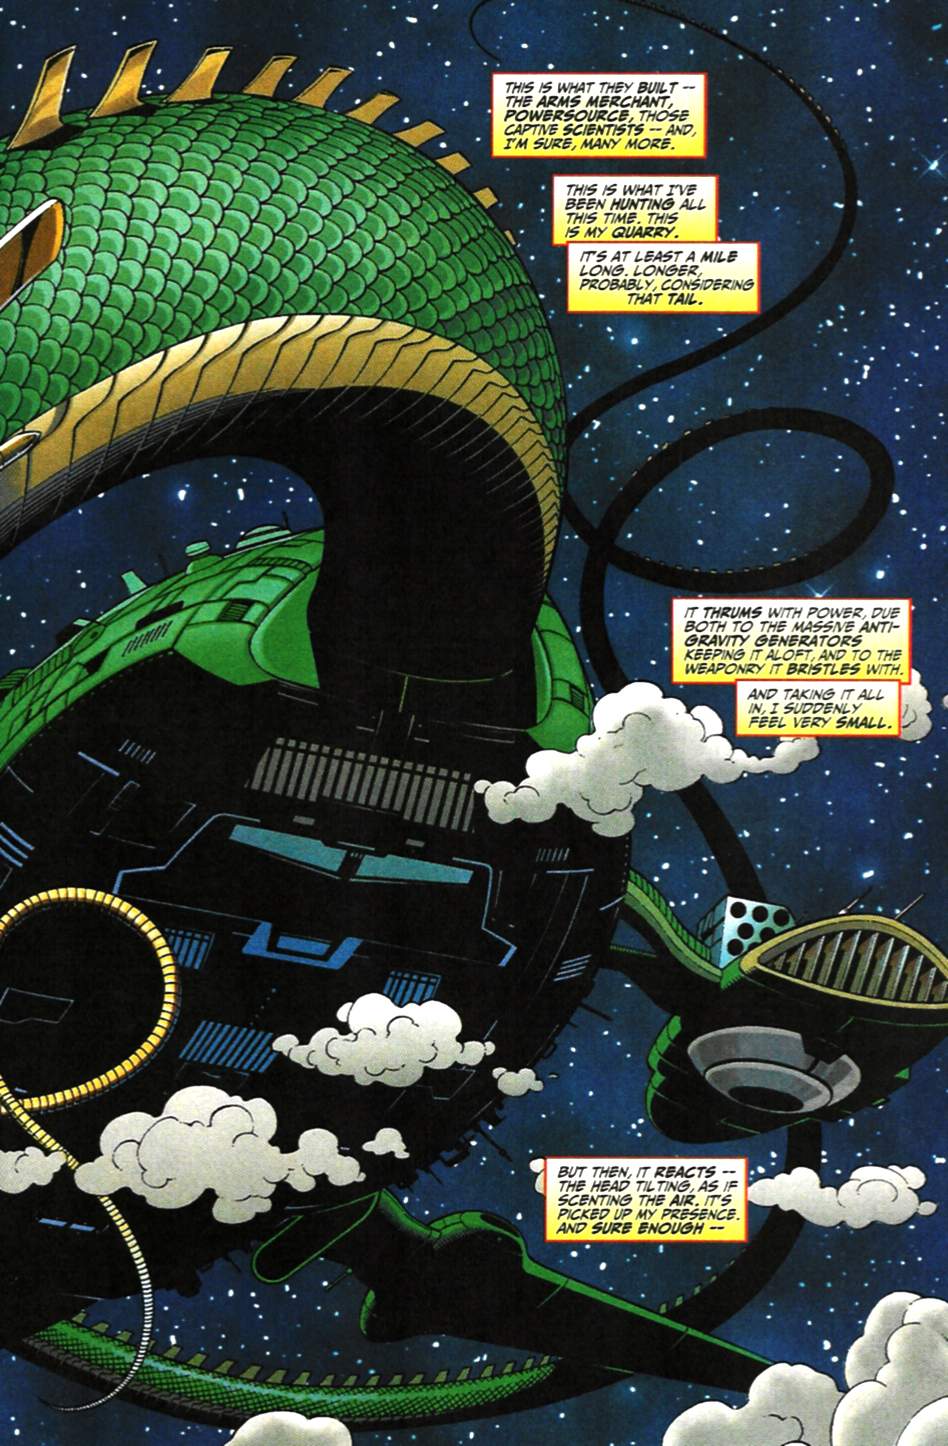 THIS IS WHAT THEY BUILT --
THE ARMS MERCHANT,
POWERSOURCE, THOSE
CAPTIVE SCIENTISTS -- AND,
I'M SURE, MANY MORE.
THIS IS WHAT I'VE
BEEN HUNTING ALL
THIS TIME. THIS
IS MY QUARRY.
IT'S AT LEAST A MILE
LONG. LONGER,
PROBABLY, CONSIDERING
THAT TAIL.
IT THRUMS WITH POWER, DUE
BOTH TO THE MASSIVE ANTI-
GRAVITY GENERATORS
KEEPING IT ALOFT, AND TO THE
WEAPONRY IT BRISTLES WITH.
AND TAKING IT ALL
IN, I SUDDENLY
FEEL VERY SMALL.
BUT THEN, IT REACTS --
THE HEAD TILTING, AS IF
SCENTING THE AIR. IT'S
PICKED UP MY PRESENCE.
AND SURE ENOUGH --